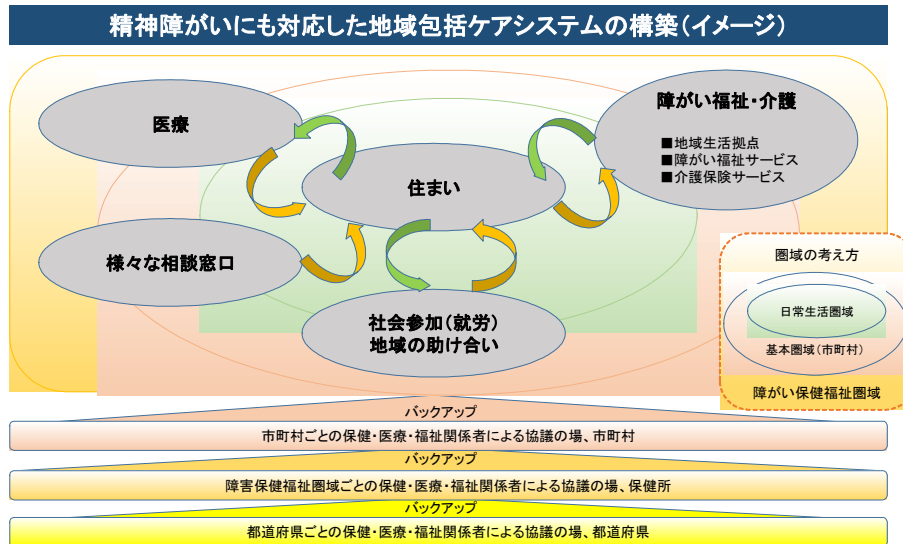 精神障がいにも対応した地域包括ケアシステムの構築(イメージ)
医療
障がい福祉・介護
■地域生活拠点
■障がい福祉サービス
■介護保険サービス
住まい
様々な相談窓口
社会参加(就労)
地域の助け合い
圏域の考え方
日常生活圏域
基本圏域(市町村)
障がい保健福祉圏域
バックアップ
市町村ごとの保健・医療・福祉関係者による協議の場、市町村
バックアップ
障害保健福祉圏域ごとの保健・医療・福祉関係者による協議の場、保健所
バックアップ
都道府県ごとの保健・医療・福祉関係者による協議の場、都道府県